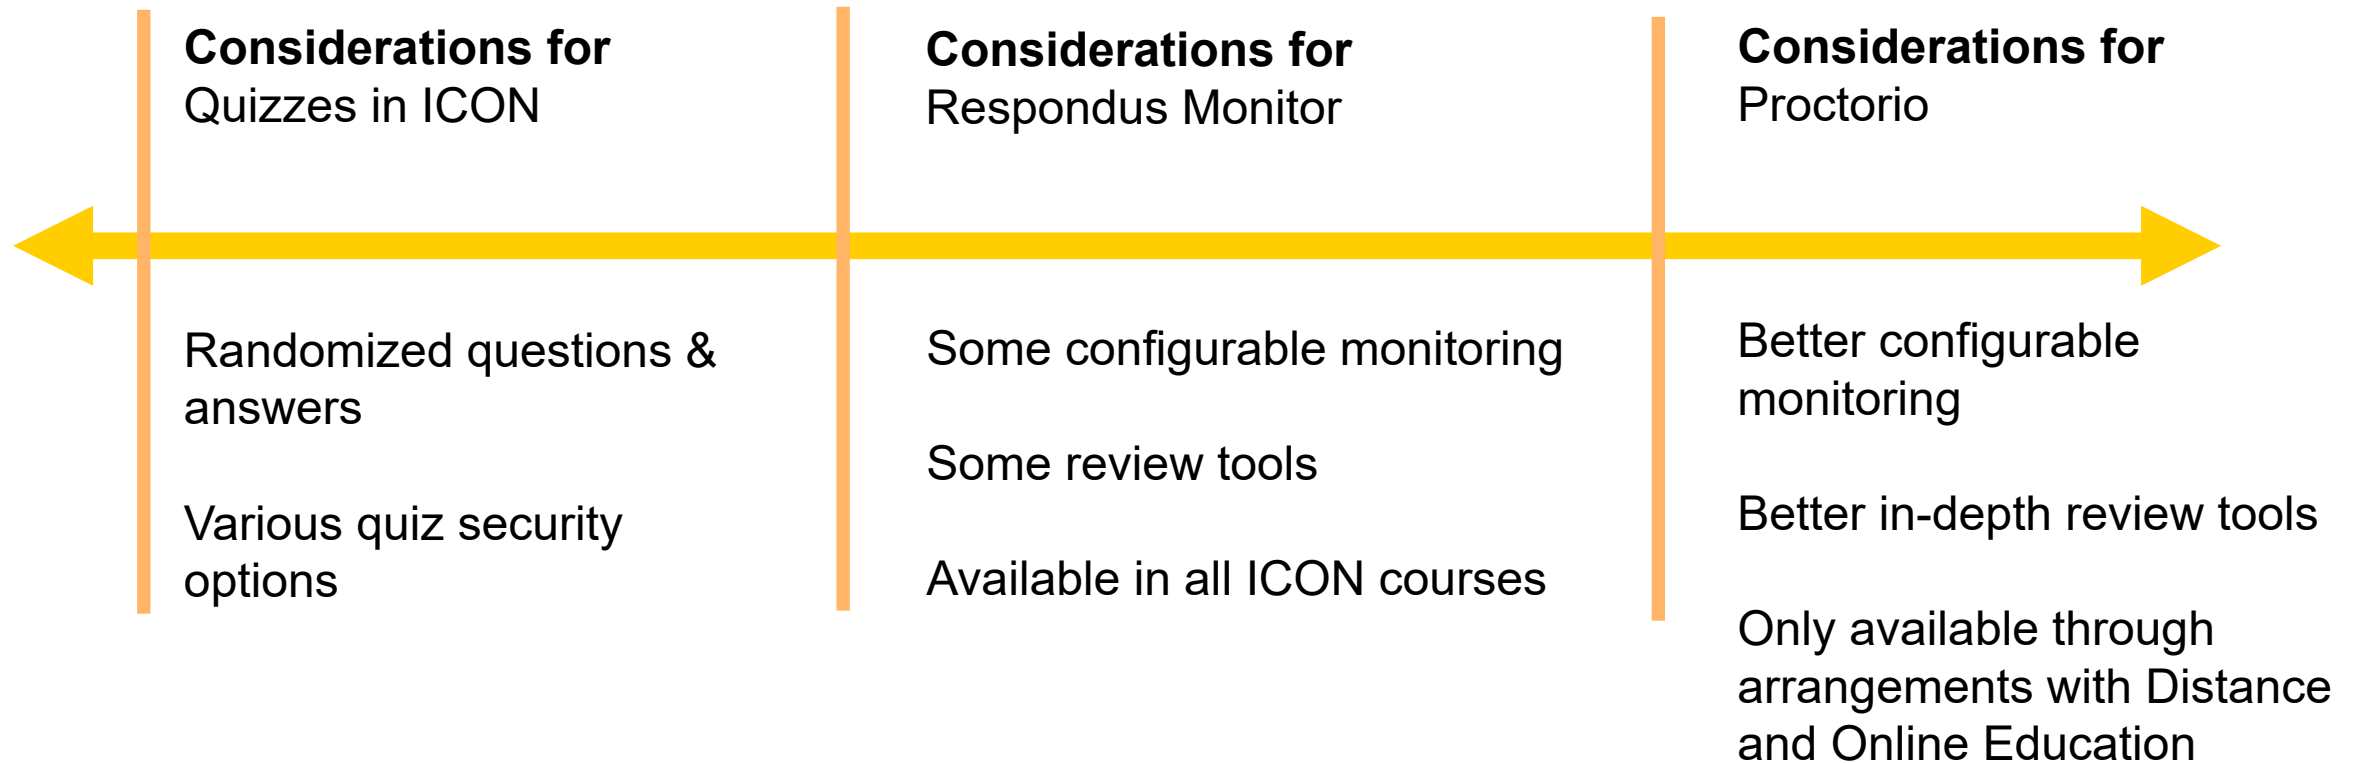 Considerations for
Quizzes in ICON
Randomized questions &
answers
Various quiz security
options
Considerations for
Respondus Monitor
Some configurable monitoring
Some review tools
Available in all ICON courses
Considerations for
Proctorio
Better configurable
monitoring
Better in-depth review tools
Only available through
arrangements with Distance
and Online Education